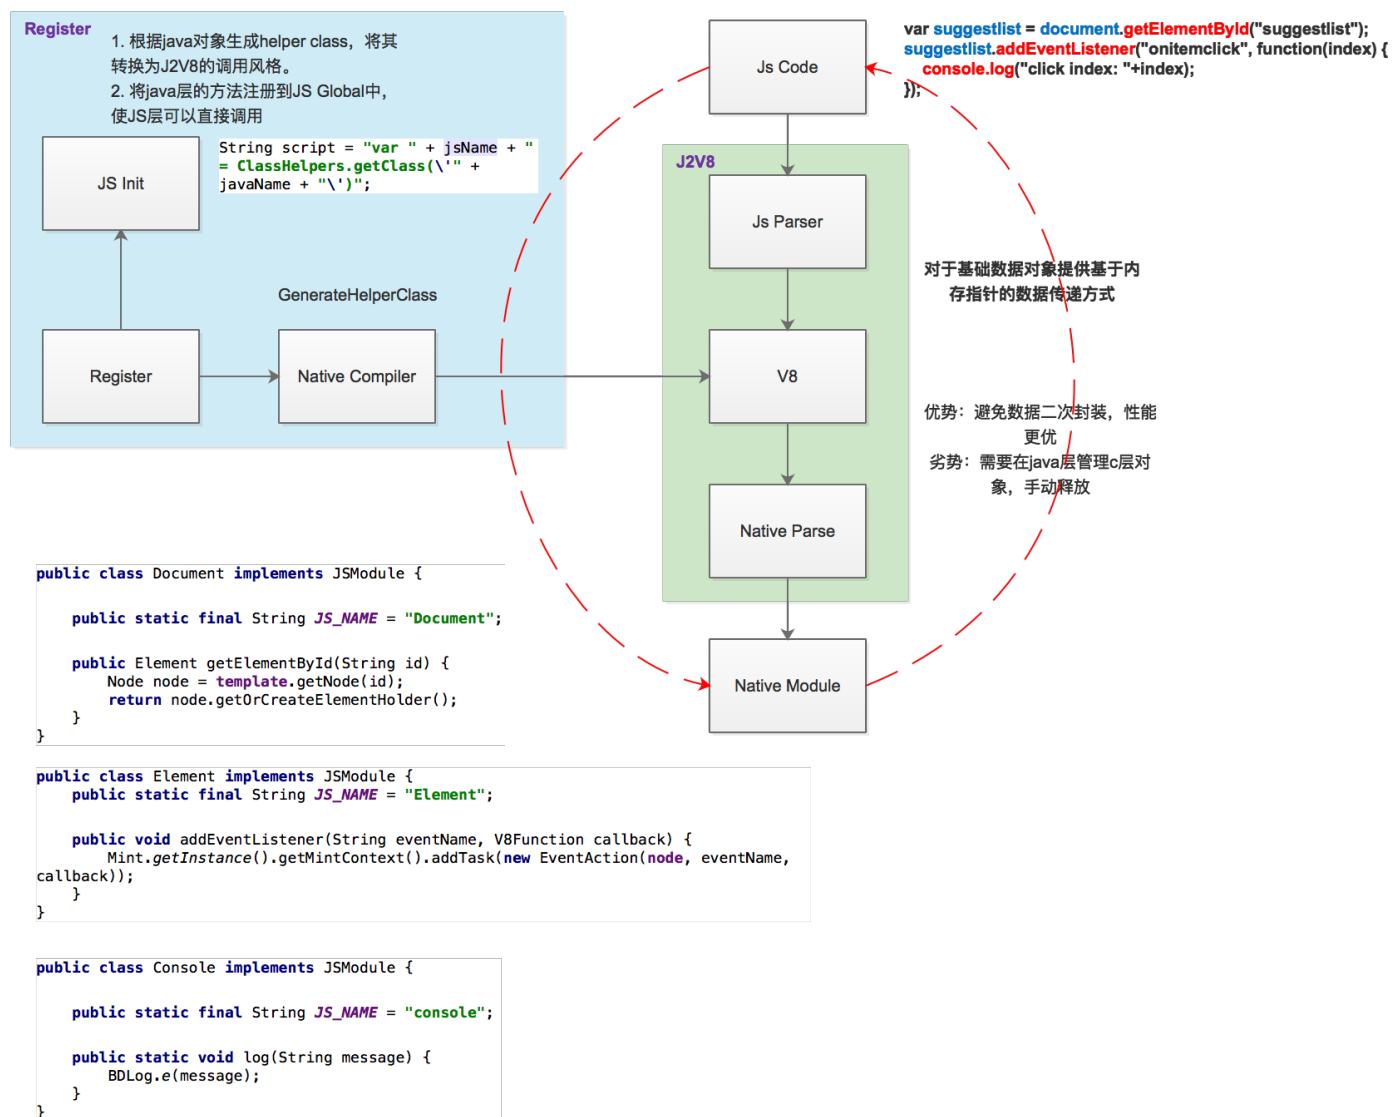 Register
1. 根据java对象生成helper class，将其
转换为J2V8的调用风格。
2. 将java层的方法注册到JS Global中，
使JS层可以直接调用
String script = "var " + jsName + "
= ClassHelpers.getClass(\'" +
javaName + "\')";
JS Init
GenerateHelperClass
Register
Native Compiler
Js Code
J2V8
Js Parser
V8
Native Parse
Native Module
var suggestlist = document.getElementById("suggestlist");
suggestlist.addEventListener("onitemclick", function(index) {
console.log("click index: "+index);
});
对于基础数据对象提供基于内
存指针的数据传递方式
优势：避免数据二次封装，性能
更优
劣势：需要在java层管理c层对
象，手动释放
public class Document implements JSModule {
public static final String JS_NAME = "Document";
public Element getElementById(String id) {
Node node = template.getNode(id);
return node.getOrCreateElementHolder();
}
}
public class Element implements JSModule {
public static final String JS_NAME = "Element";
public void addEventListener(String eventName, V8Function callback) {
Mint.getInstance().getMintContext().addTask(new EventAction(node, eventName,
callback));
}
}
public class Console implements JSModule {
public static final String JS_NAME = "console";
public static void log(String message) {
BDLog.e(message);
}
}